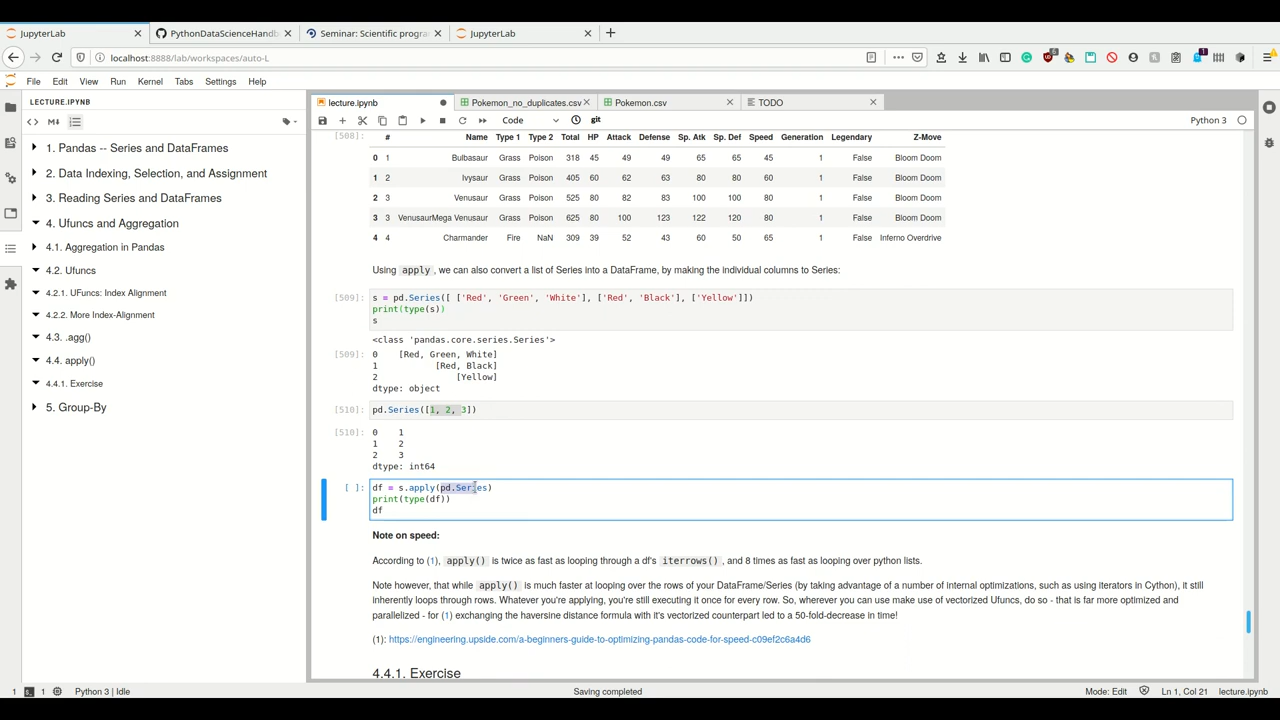 JupyterLab
PythonDataScienceHandb
Seminar: Scientific progra
JupyterLab
localhost:8888/lab/workspaces/auto-L
File Edit View Run Kernel Tabs Settings Help
LECTURE.IPYNB
1. Pandas -- Series and DataFrames
2. Data Indexing, Selection, and Assignment
3. Reading Series and DataFrames
4. Ufuncs and Aggregation
4.1. Aggregation in Pandas
4.2. Ufuncs
4.2.1. UFuncs: Index Alignment
4.2.2. More Index-Alignment
4.3. .agg()
4.4. apply()
4.4.1. Exercise
5. Group-By
lecture.ipynb
Pokemon_no_duplicates.csv
Pokemon.csv
TODO
Code
git
Python 3
[508]:
# Name Type 1 Type 2 Total HP Attack Defense Sp. Atk Sp. Def Speed Generation Legendary Z-Move
0 1 Bulbasaur Grass Poison 318 45 49 49 65 65 45 1 False Bloom Doom
1 2 Ivysaur Grass Poison 405 60 62 63 80 80 60 1 False Bloom Doom
2 3 Venusaur Grass Poison 525 80 82 83 100 100 80 1 False Bloom Doom
3 3 VenusaurMega Venusaur Grass Poison 625 80 100 123 122 120 80 1 False Bloom Doom
4 4 Charmander Fire NaN 309 39 52 43 60 50 65 1 False Inferno Overdrive
Using apply, we can also convert a list of Series into a DataFrame, by making the individual columns to Series:
[509]: s = pd.Series([ ['Red', 'Green', 'White'], ['Red', 'Black'], ['Yellow']])
print(type(s))
s
<class 'pandas.core.series.Series'>
[509]: 0 [Red, Green, White]
1 [Red, Black]
2 [Yellow]
dtype: object
[510]: pd.Series([1, 2, 3])
[510]: 0 1
1 2
2 3
dtype: int64
[ ]: df = s.apply(pd.Series)
print(type(df))
df
Note on speed:
According to (1), apply() is twice as fast as looping through a df's iterrows(), and 8 times as fast as looping over python lists.
Note however, that while apply() is much faster at looping over the rows of your DataFrame/Series (by taking advantage of a number of internal optimizations, such as using iterators in Cython), it still
inherently loops through rows. Whatever you're applying, you're still executing it once for every row. So, wherever you can use make use of vectorized Ufuncs, do so - that is far more optimized and
parallelized - for (1) exchanging the haversine distance formula with it's vectorized counterpart led to a 50-fold-decrease in time!
(1): https://engineering.upside.com/a-beginners-guide-to-optimizing-pandas-code-for-speed-c09ef2c6a4d6
4.4.1. Exercise
1 1 Python 3 | Idle
Saving completed
Mode: Edit
Ln 1, Col 21
lecture.ipynb